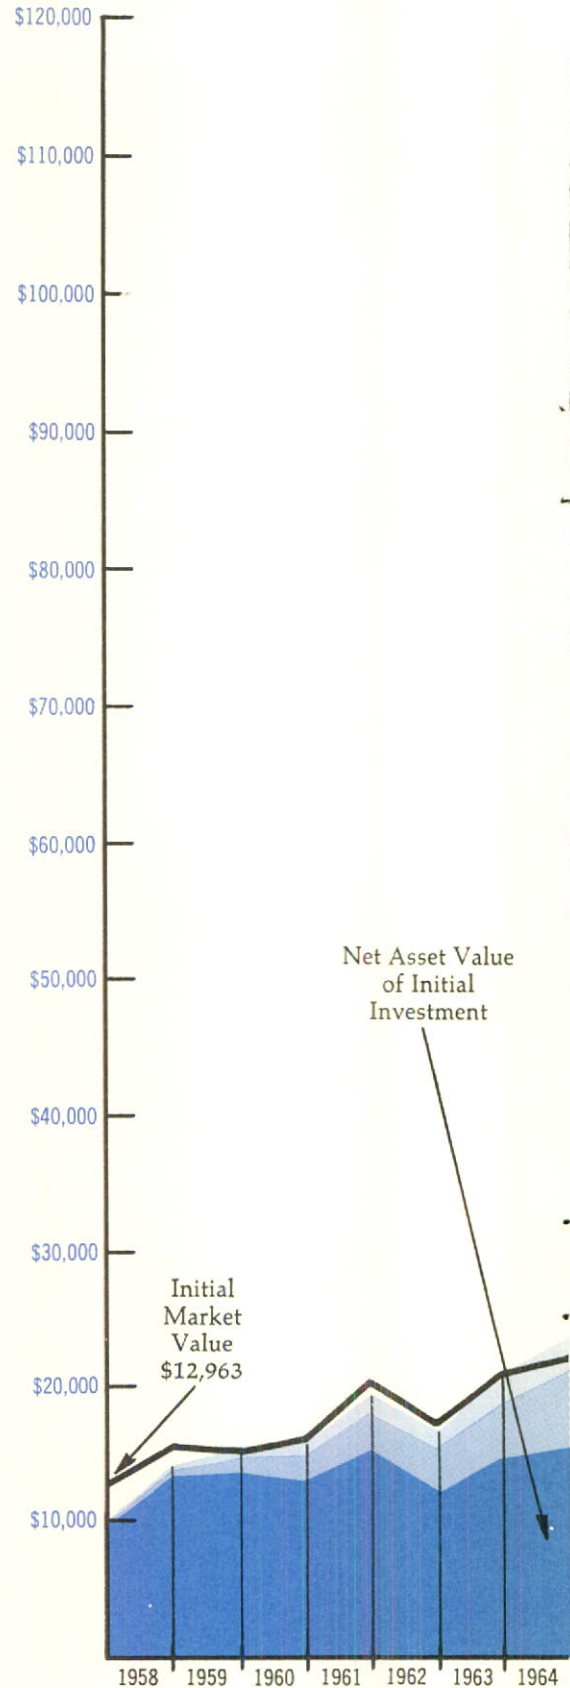 $120,000
$110,000
$100,000
$90,000
$80,000
$70,000
$60,000
Net Asset Value
of Initial
Investment
$50,000
$40,000
$30,000
Initial
Market
Value
$12,963
$20,000
$10,000
1958 1959 1960 1961 1962 1963 1964